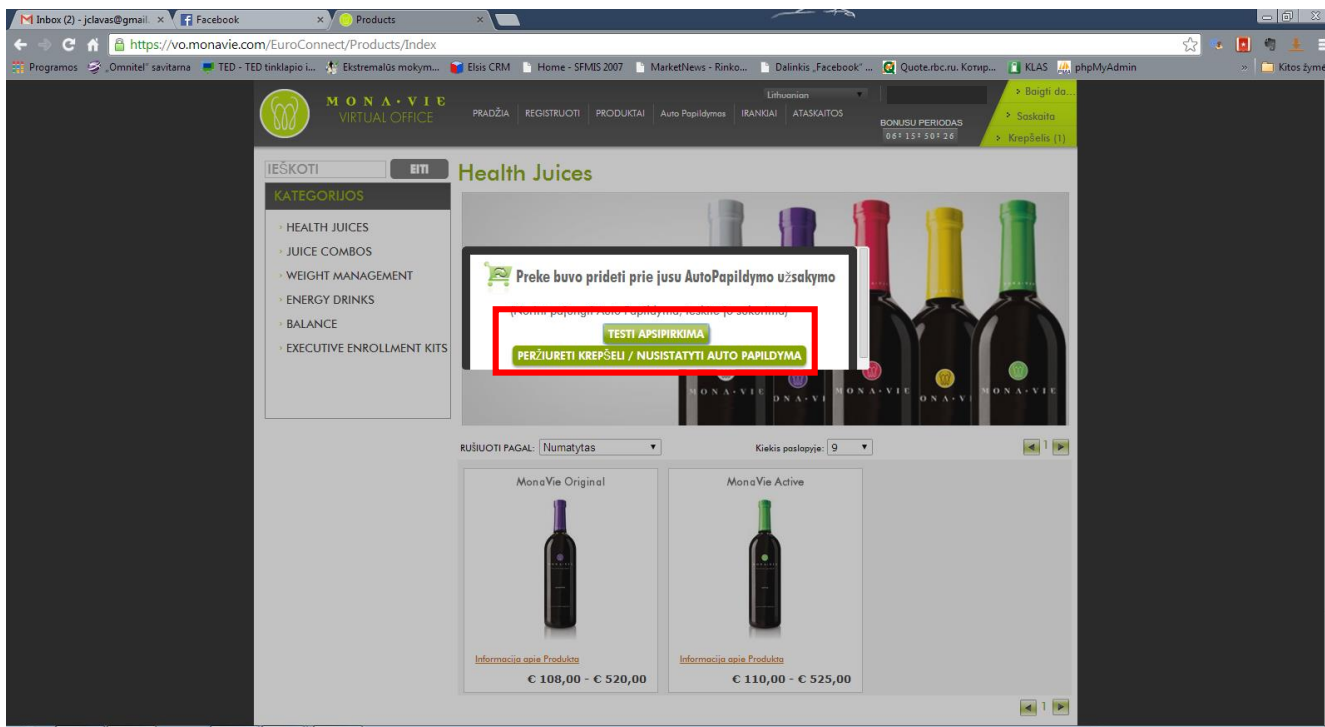 Inbox (2) - jclavas@gmail. × Facebook × Products ×
https://vo.monavie.com/EuroConnect/Products/Index
Programos „Omnitel" savitarna TED - TED tinklapio i... Ekstremalūs mokym... Elsis CRM Home - SFMIS 2007 MarketNews - Rinko... Dalinkis „Facebook"... Quote.rbc.ru. Котир... KLAS phpMyAdmin » Kitos žymė
MONA·VIE
VIRTUAL OFFICE
Lithuanian
PRADŽIA REGISTRUOTI PRODUKTAI Auto Papildymas IRANKIAI ATASKAITOS
BONUSU PERIODAS
06: 15: 50: 26
› Baigti da...
› Saskaita
› Krepšelis (1)
IEŠKOTI EITI
KATEGORIJOS
HEALTH JUICES
JUICE COMBOS
WEIGHT MANAGEMENT
ENERGY DRINKS
BALANCE
EXECUTIVE ENROLLMENT KITS
Health Juices
Preke buvo prideti prie jusu AutoPapildymo užsakymo
TESTI APSIPIRKIMA
PERŽIURETI KREPŠELI / NUSISTATYTI AUTO PAPILDYMA
MONA·VIE MONA·VIE MONA·VIE
RUŠIUOTI PAGAL: Numatytas Kiekis paslapyje: 9 1
MonaVie Original
Informacija apie Produkta
€ 108,00 - € 520,00
MonaVie Active
Informacija apie Produkta
€ 110,00 - € 525,00
1